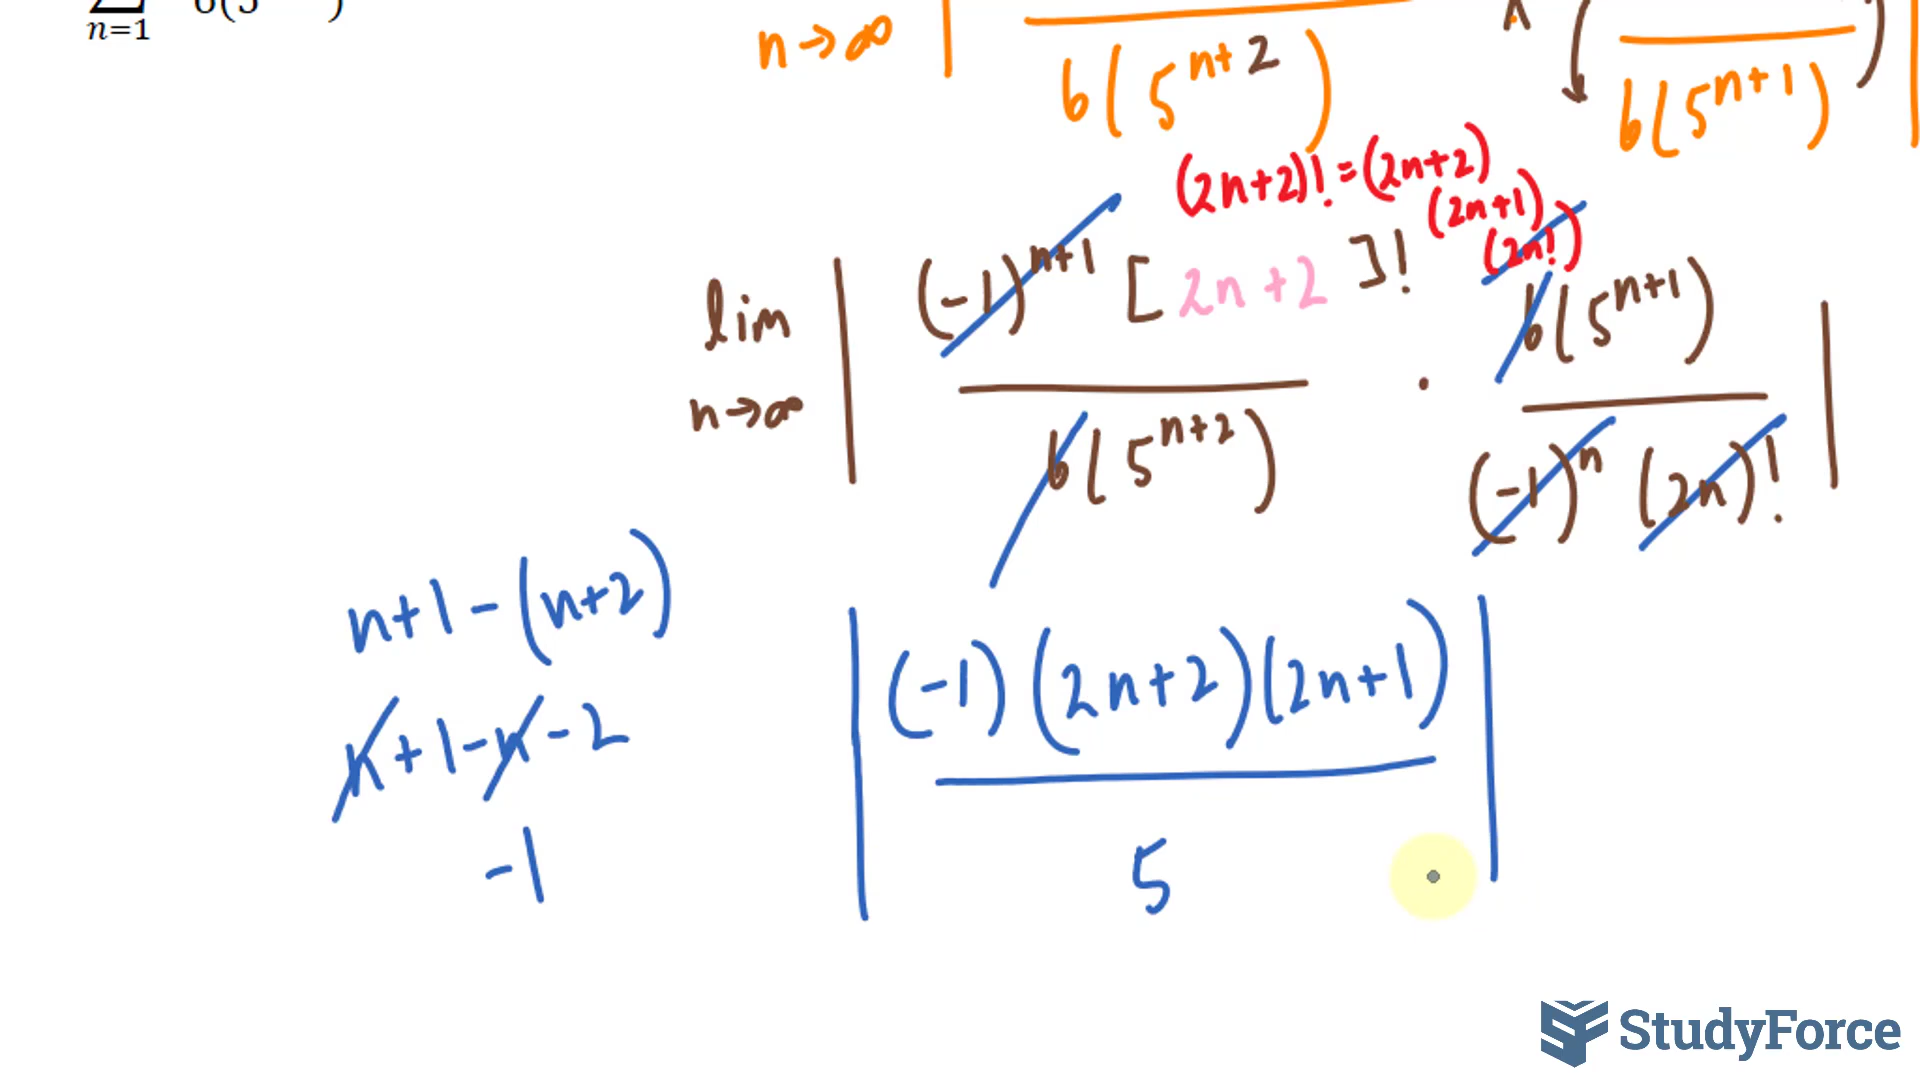 n=1
n→∞ | 6(5^{n+2}) 6(5^{n+1})
(2n+2)! = (2n+2)
(2n+1)
(2n!)
lim n→∞ | (-1)^{n+1} [2n+2]! / 6(5^{n+2}) · 6(5^{n+1}) / (-1)^n (2n)! |
n+1-(n+2)
n+1-n-2
-1
| (-1)(2n+2)(2n+1) / 5 |
StudyForce